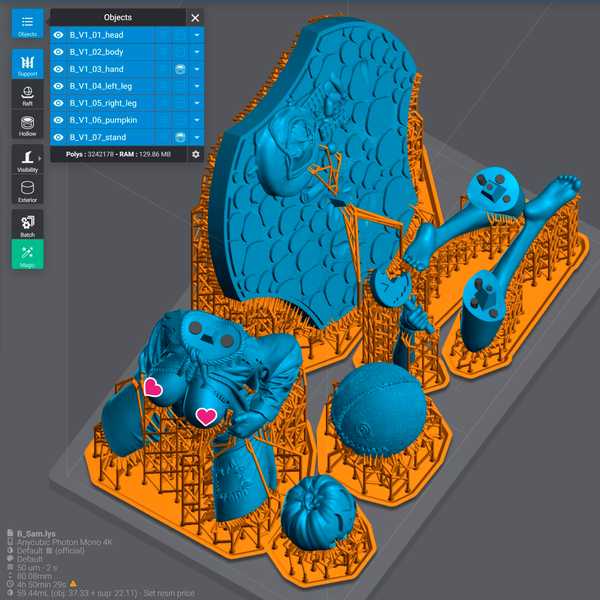 Objects
Objects
B_V1_01_head
B_V1_02_body
B_V1_03_hand
B_V1_04_left_leg
B_V1_05_right_leg
B_V1_06_pumpkin
B_V1_07_stand
Polys : 3242178 • RAM : 129.86 MB
Support
Raft
Hollow
Visibility
Exterior
Batch
Magic
B_Sam.lys
Anycubic Photon Mono 4K
Default (official)
Default
50 um - 2 s
80.08mm
4h 50min 29s
59.44mL (obj: 37.33 + sup: 22.11) - Set resin price